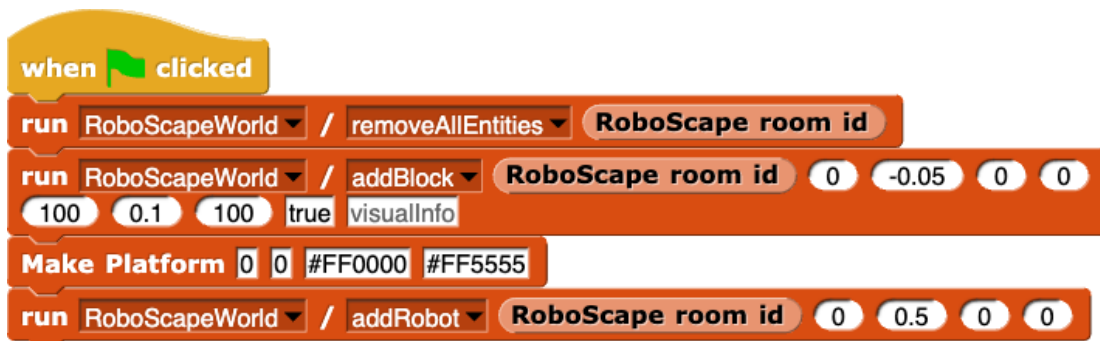 when clicked
run RoboScapeWorld / removeAllEntities RoboScape room id
run RoboScapeWorld / addBlock RoboScape room id 0 -0.05 0 0
100 0.1 100 true visualInfo
Make Platform 0 0 #FF0000 #FF5555
run RoboScapeWorld / addRobot RoboScape room id 0 0.5 0 0